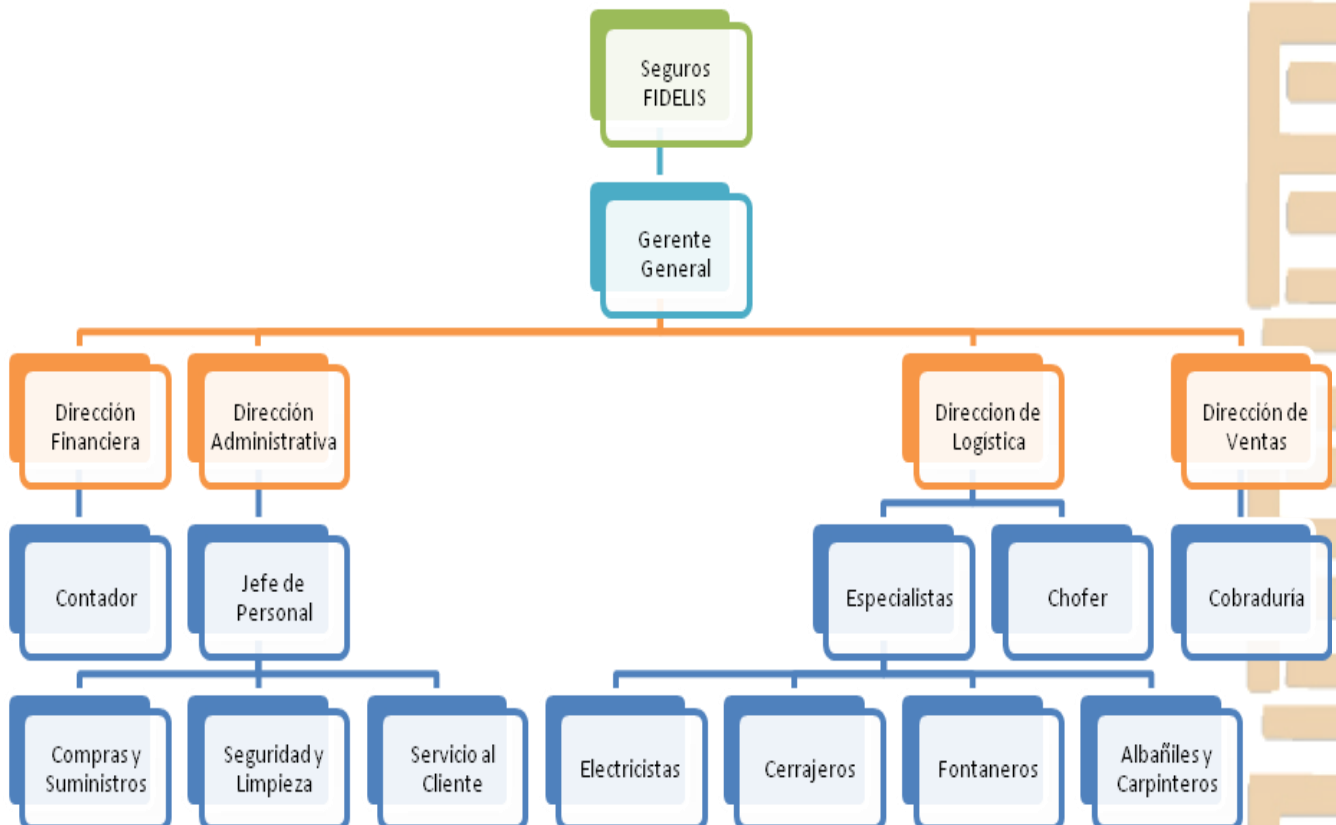 Seguros
FIDELIS
Gerente
General
Dirección
Financiera
Dirección
Administrativa
Direccion de
Logística
Dirección de
Ventas
Contador
Jefe de
Personal
Especialistas
Chofer
Cobraduría
Compras y
Suministros
Seguridad y
Limpieza
Servicio al
Cliente
Electricistas
Cerrajeros
Fontaneros
Albañiles y
Carpinteros